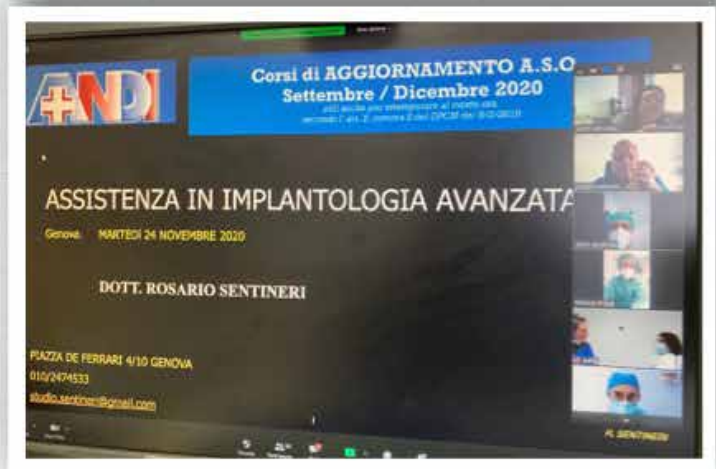 ANDI
Corsi di AGGIORNAMENTO A.S.O
Settembre / Dicembre 2020
ASSISTENZA IN IMPLANTOLOGIA AVANZATA
Genova MARTEDI 24 NOVEMBRE 2020
DOTT. ROSARIO SENTINERI
PIAZZA DE FERRARI 4/10 GENOVA
010/2474533
studio.sentineri@gmail.com
R. SENTINERI